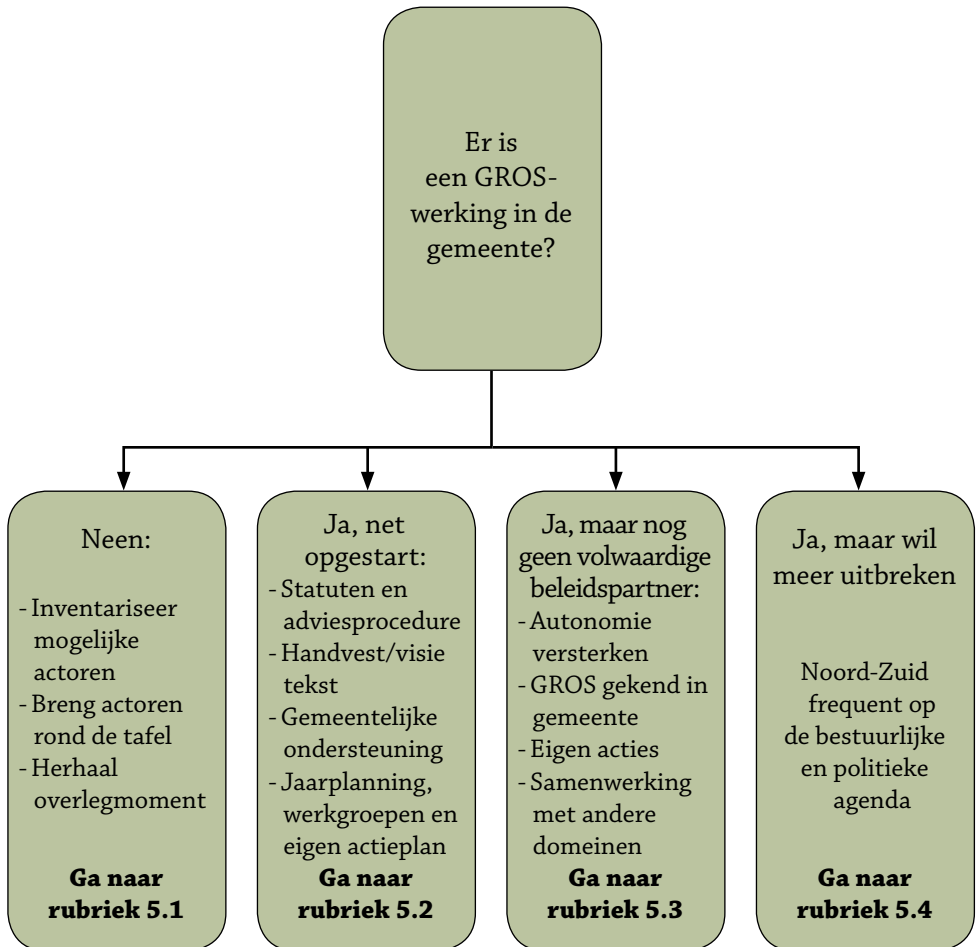 Er is
een GROS-
werking in de
gemeente?
Neen:
- Inventariseer
mogelijke
actoren
- Breng actoren
rond de tafel
- Herhaal
overlegmoment
Ga naar
rubriek 5.1
Ja, net
opgestart:
- Statuten en
adviesprocedure
- Handvest/visie
tekst
- Gemeentelijke
ondersteuning
- Jaarplanning,
werkgroepen en
eigen actieplan
Ga naar
rubriek 5.2
Ja, maar nog
geen volwaardige
beleidspartner:
- Autonomie
versterken
- GROS gekend in
gemeente
- Eigen acties
- Samenwerking
met andere
domeinen
Ga naar
rubriek 5.3
Ja, maar wil
meer uitbreken
Noord-Zuid
frequent op
de bestuurlijke
en politieke
agenda
Ga naar
rubriek 5.4